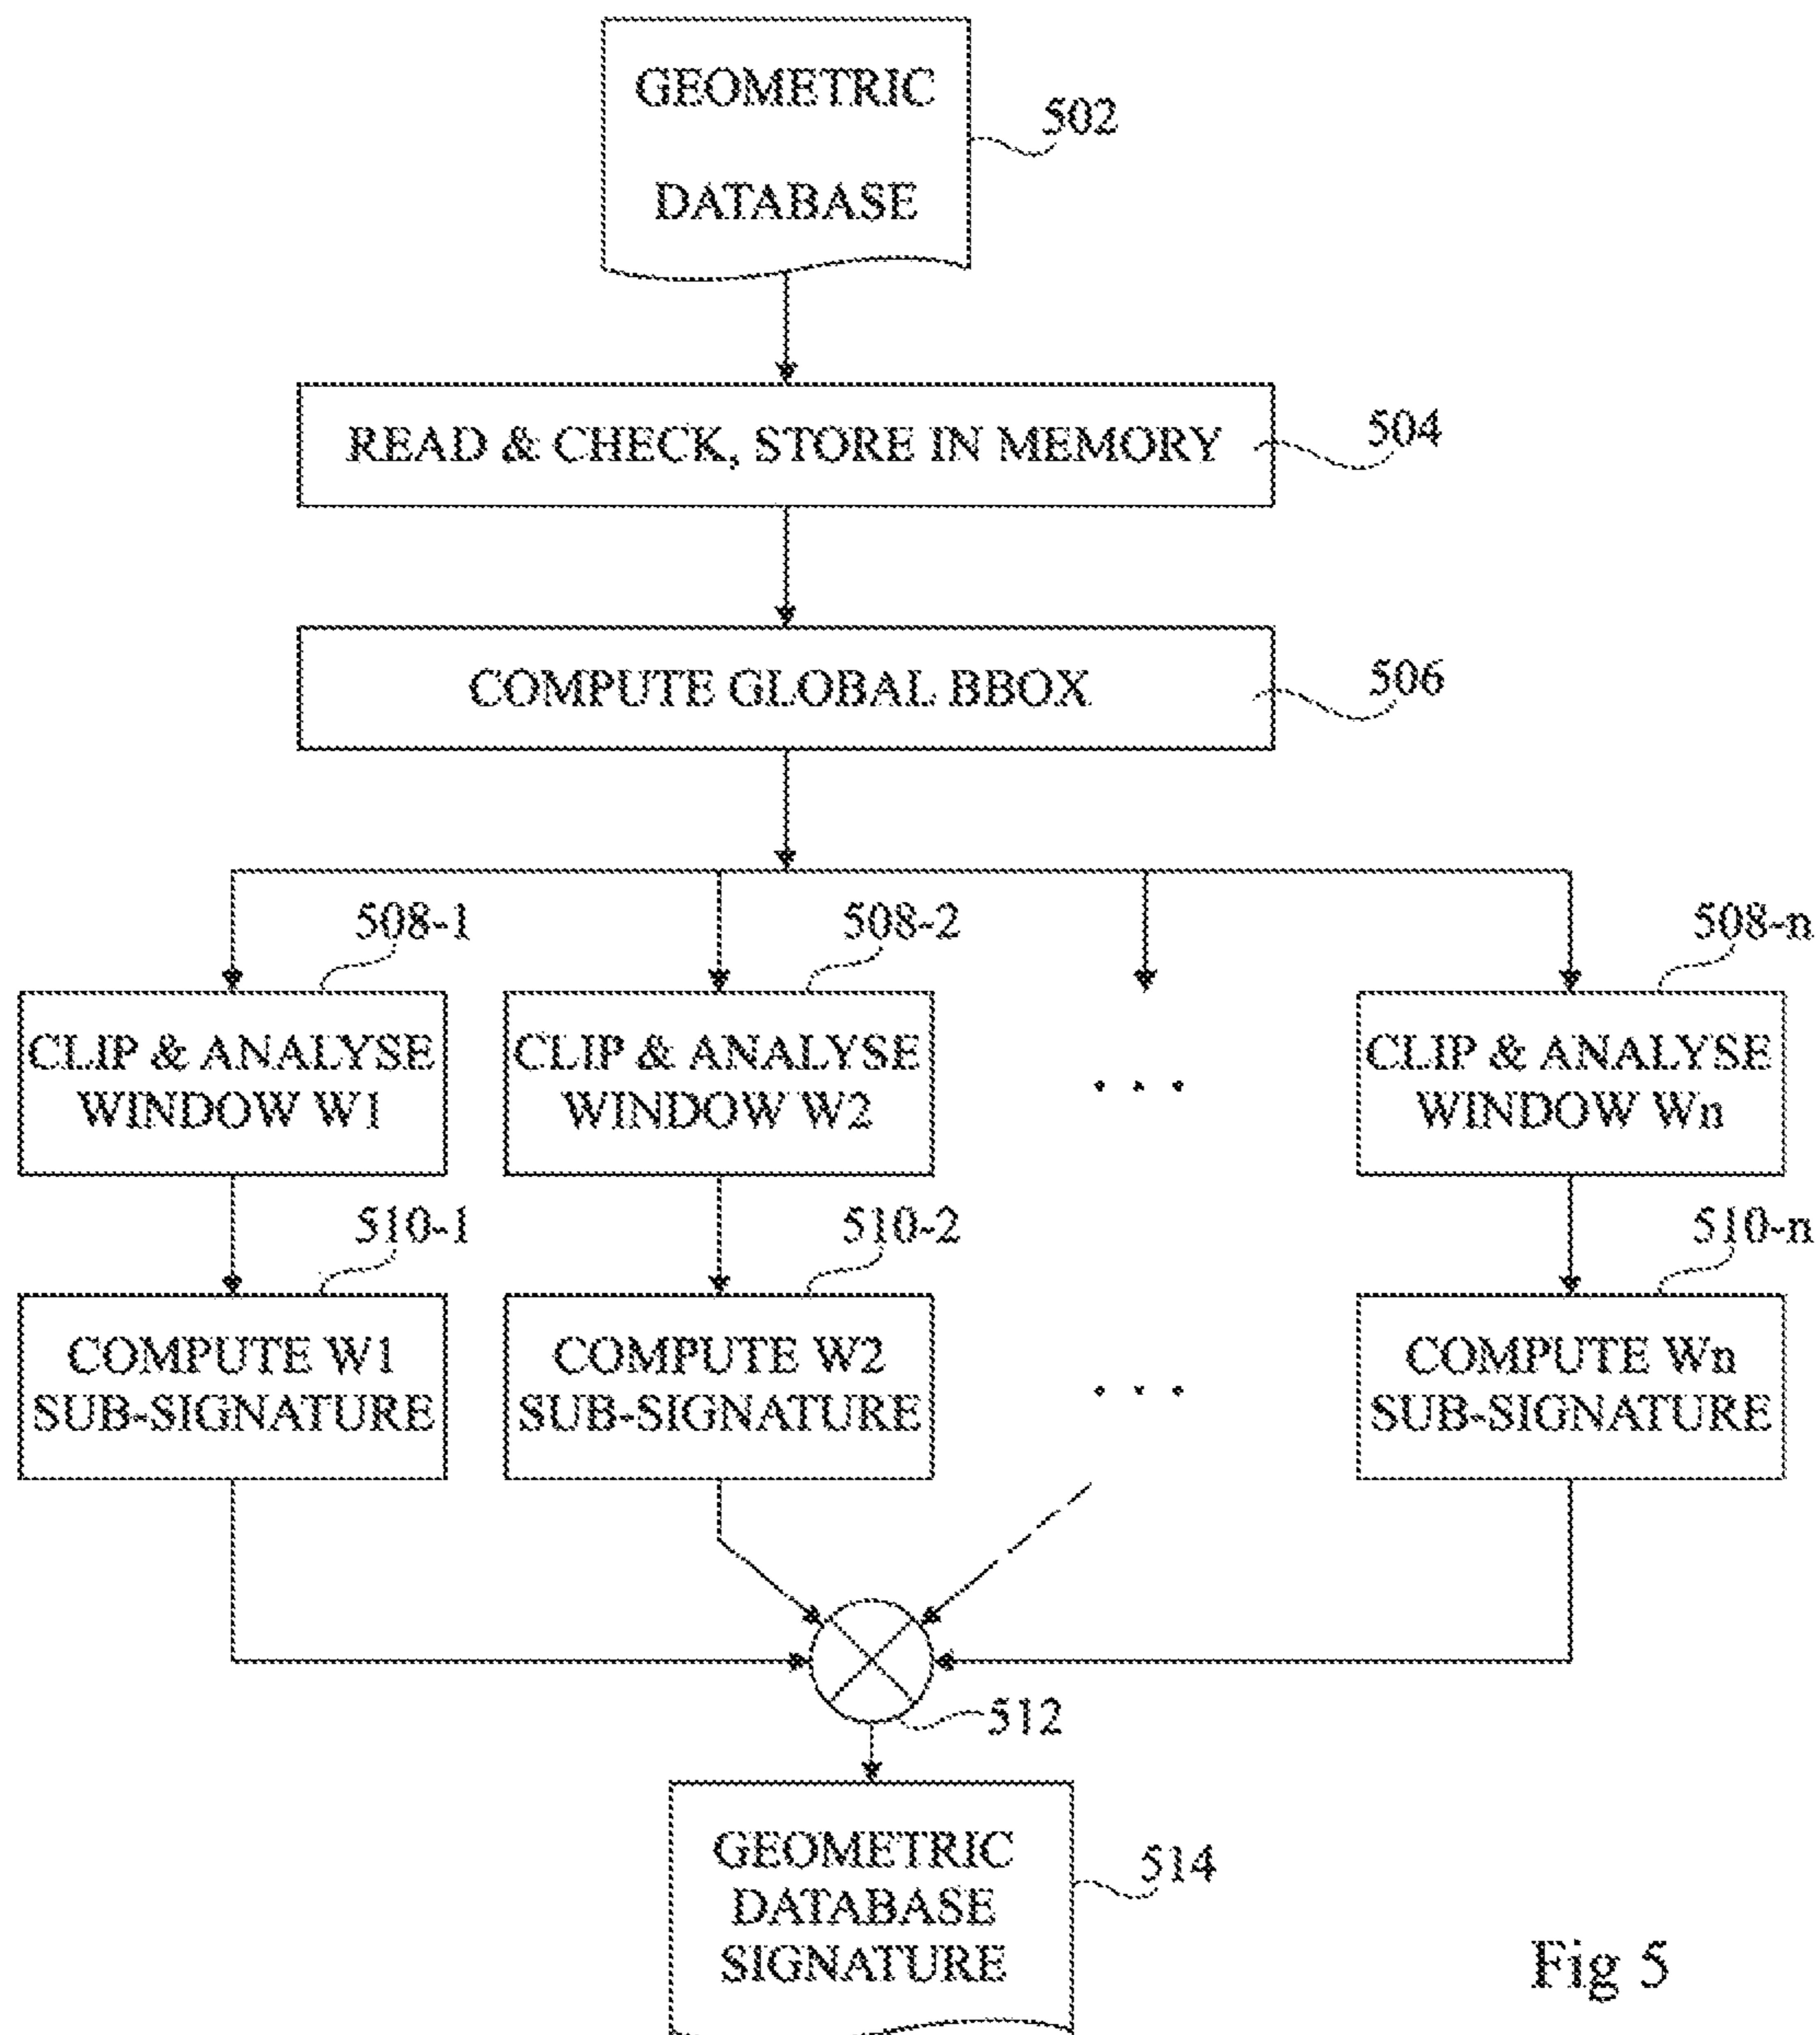 GEOMETRIC
DATABASE
502
READ & CHECK, STORE IN MEMORY
504
COMPUTE GLOBAL BBOX
506
508-1
508-2
508-n
CLIP & ANALYSE
WINDOW W1
CLIP & ANALYSE
WINDOW W2
. . .
CLIP & ANALYSE
WINDOW Wn
510-1
510-2
510-n
COMPUTE W1
SUB-SIGNATURE
COMPUTE W2
SUB-SIGNATURE
. . .
COMPUTE Wn
SUB-SIGNATURE
512
GEOMETRIC
DATABASE
SIGNATURE
514
Fig 5